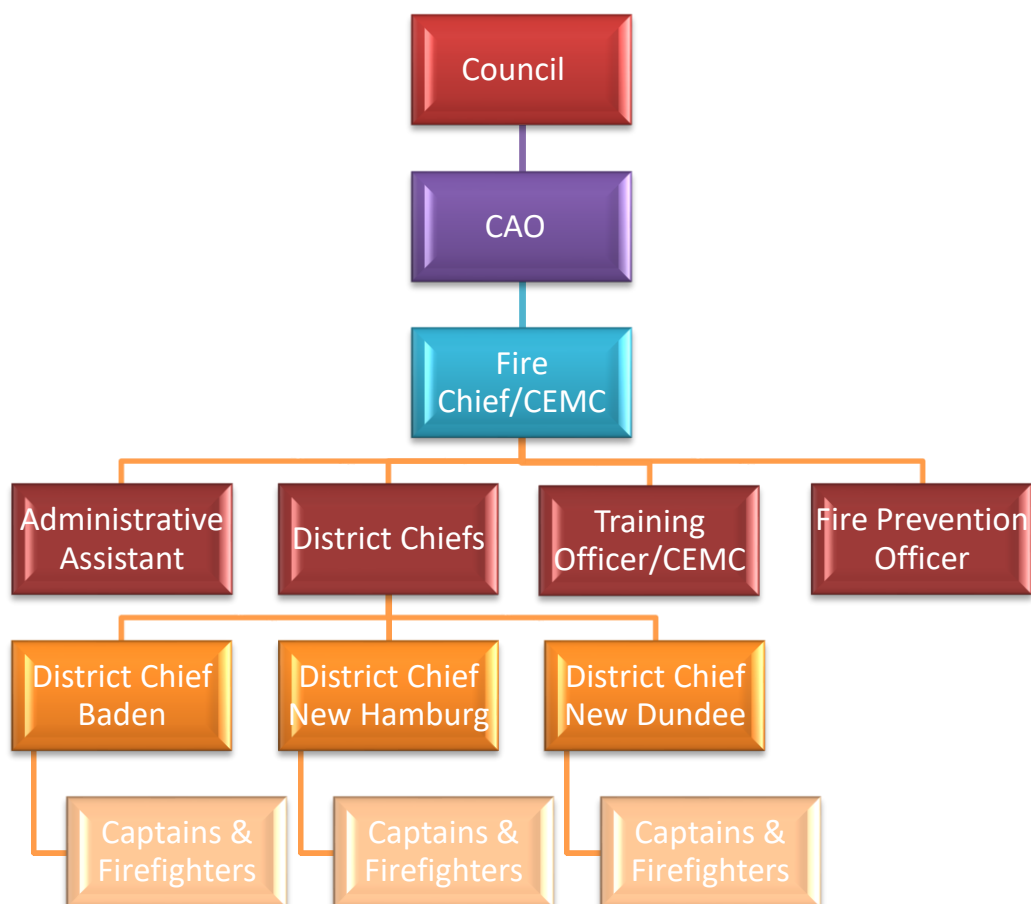 Council
CAO
Fire
Chief/CEMC
Administrative
Assistant
District Chiefs
Training
Officer/CEMC
Fire Prevention
Officer
District Chief
Baden
District Chief
New Hamburg
District Chief
New Dundee
Captains &
Firefighters
Captains &
Firefighters
Captains &
Firefighters